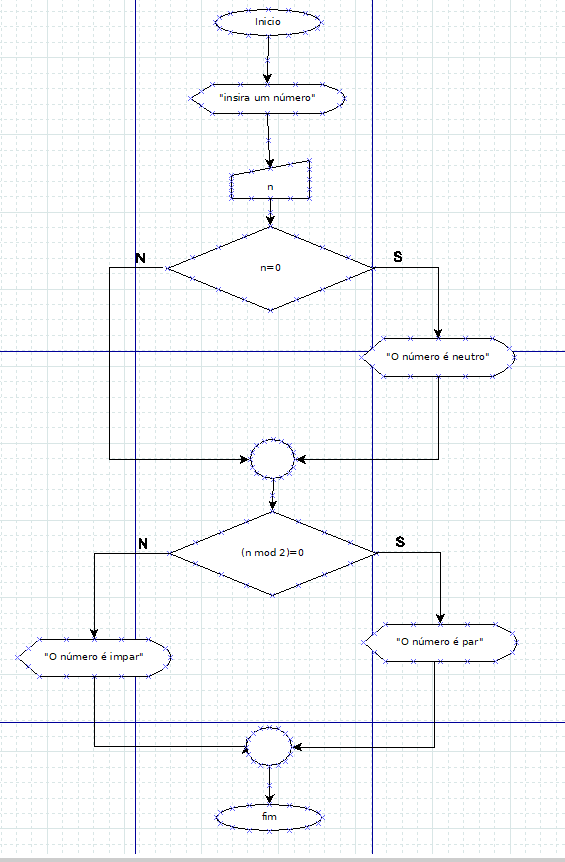 Inicio
"insira um número"
n
n=0
N
S
"O número é neutro"
(n mod 2)=0
N
S
"O número é impar"
"O número é par"
fim